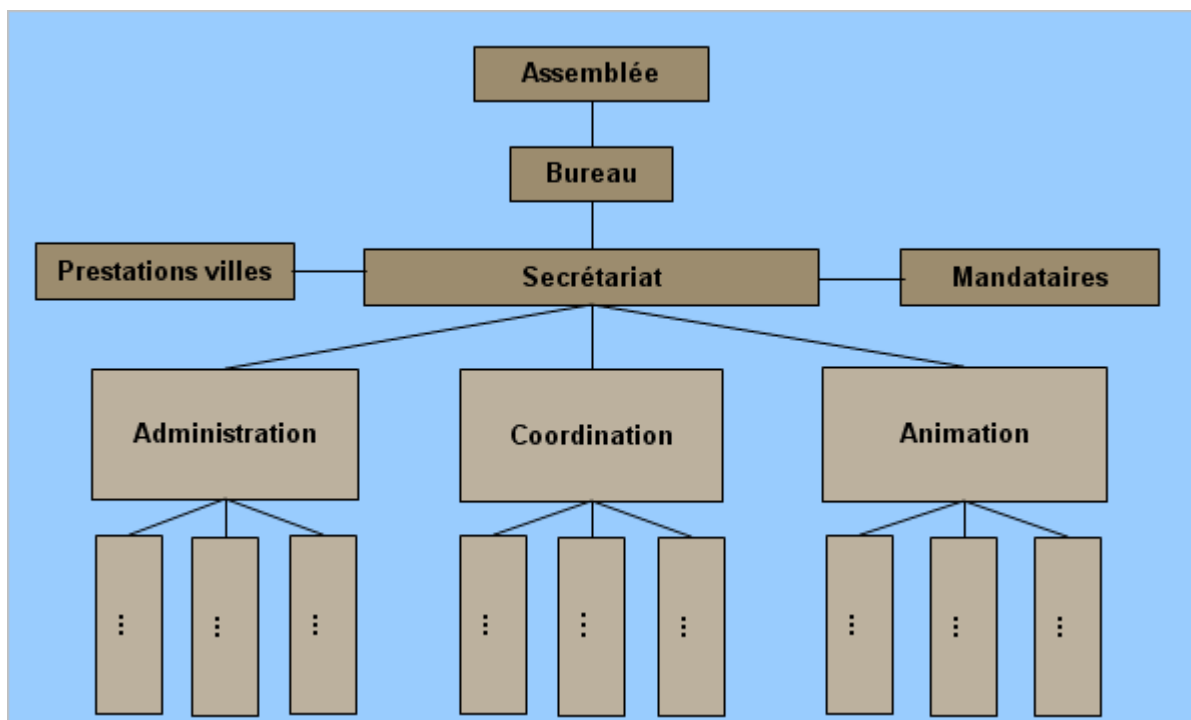 Assemblée
Bureau
Prestations villes
Secrétariat
Mandataires
Administration
Coordination
Animation
...
...
...
...
...
...
...
...
...